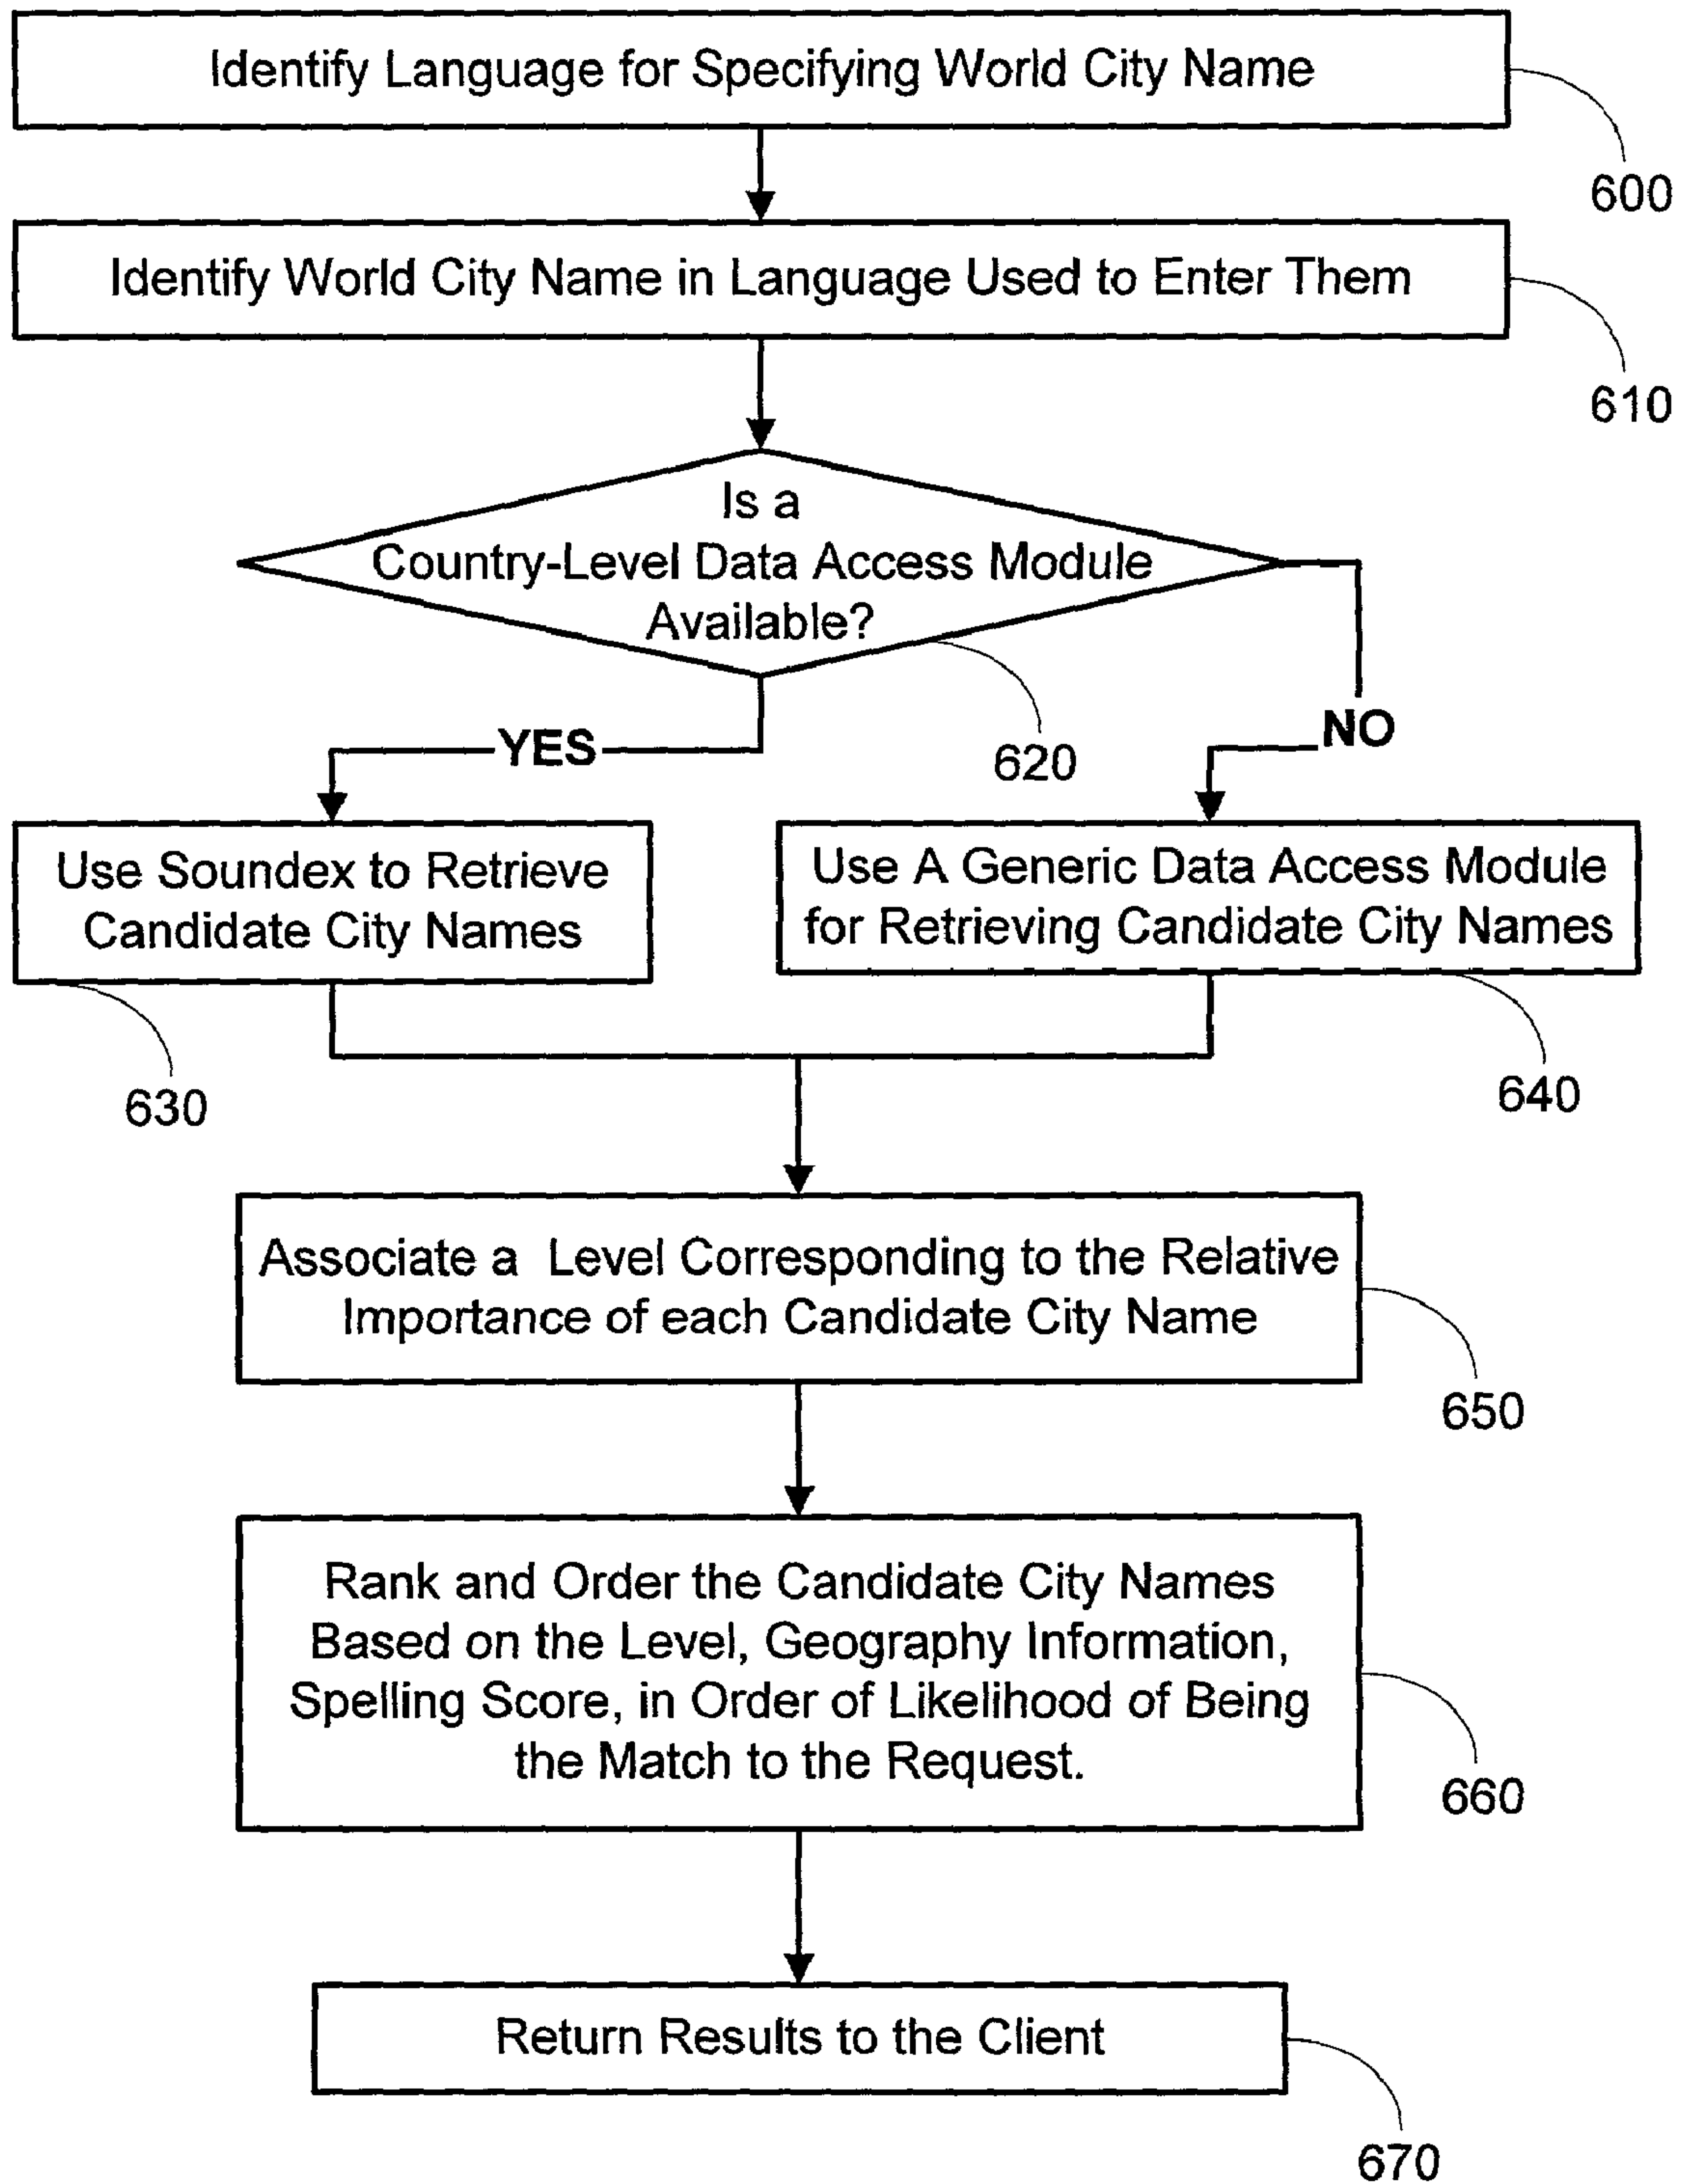 Identify Language for Specifying World City Name
600
Identify World City Name in Language Used to Enter Them
610
Is a
Country-Level Data Access Module
Available?
620
YES
NO
Use Soundex to Retrieve
Candidate City Names
630
Use A Generic Data Access Module
for Retrieving Candidate City Names
640
Associate a Level Corresponding to the Relative
Importance of each Candidate City Name
650
Rank and Order the Candidate City Names
Based on the Level, Geography Information,
Spelling Score, in Order of Likelihood of Being
the Match to the Request.
660
Return Results to the Client
670